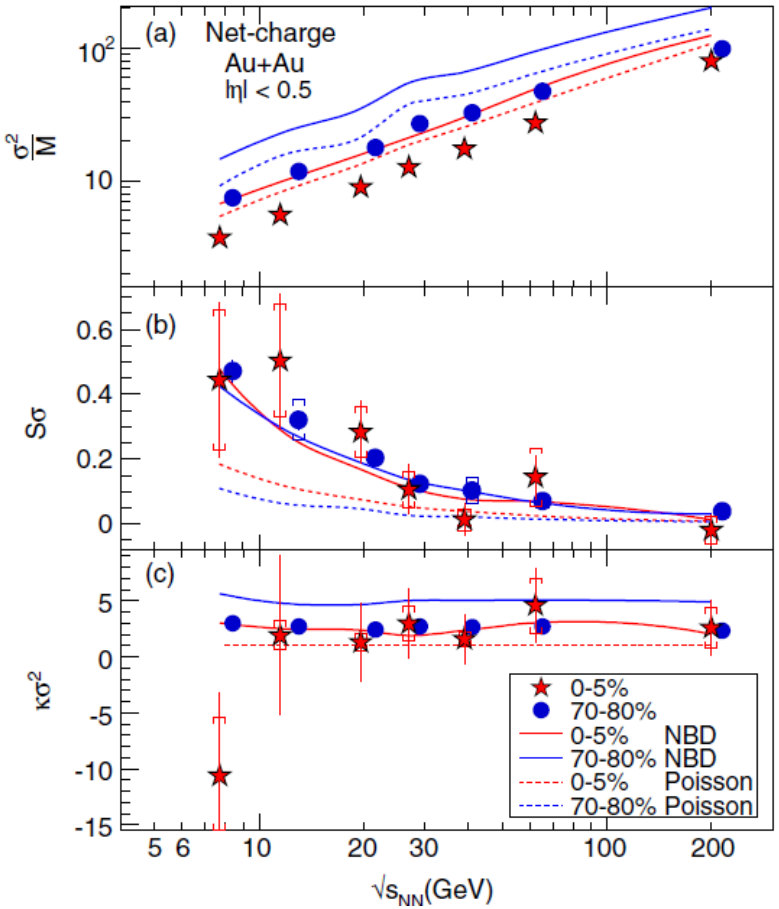 (a) Net-charge
Au+Au
|η| < 0.5
10²
10
σ²/M
(b)
0.6
0.4
0.2
0
Sσ
(c)
5
0
-5
-10
-15
κσ²
0-5%
70-80%
0-5% NBD
70-80% NBD
0-5% Poisson
70-80% Poisson
5 6 10 20 30 100 200
√sNN(GeV)